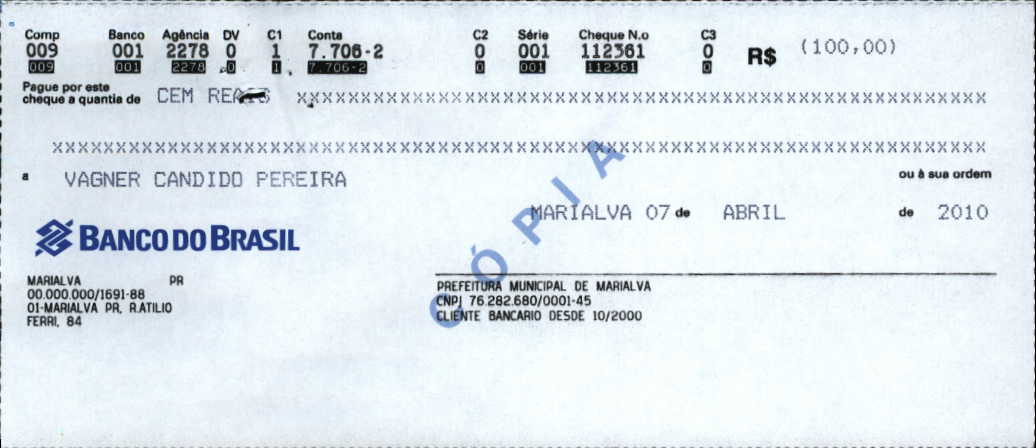 Comp Banco Agência DV C1 Conta C2 Série Cheque N.o C3
009 001 2278 0 1 7.706-2 0 001 112361 0 R$ (100,00)
009 001 2278 0 1 7.706-2 0 001 112361 0
Pague por este
cheque a quantia de CEM REAIS XXXXXXXXXXXXXXXXXXXXXXXXXXXXXXXXXXXXXXXXXXXXXXXXXXXXXXXXXXXXXXXX
XXXXXXXXXXXXXXXXXXXXXXXXXXXXXXXXXXXXXXXXXXXXXXXXXXXXXXXXXXXXXXXXXXXXXXXXXXXXXXXXXXXXXX
a VAGNER CANDIDO PEREIRA ou à sua ordem
MARIALVA 07 de ABRIL de 2010
BANCO DO BRASIL
CÓPIA
MARIALVA PR
00.000.000/1691-88
01-MARIALVA PR, R.ATILIO
FERRI, 84
PREFEITURA MUNICIPAL DE MARIALVA
CNPJ 76.282.680/0001-45
CLIENTE BANCARIO DESDE 10/2000